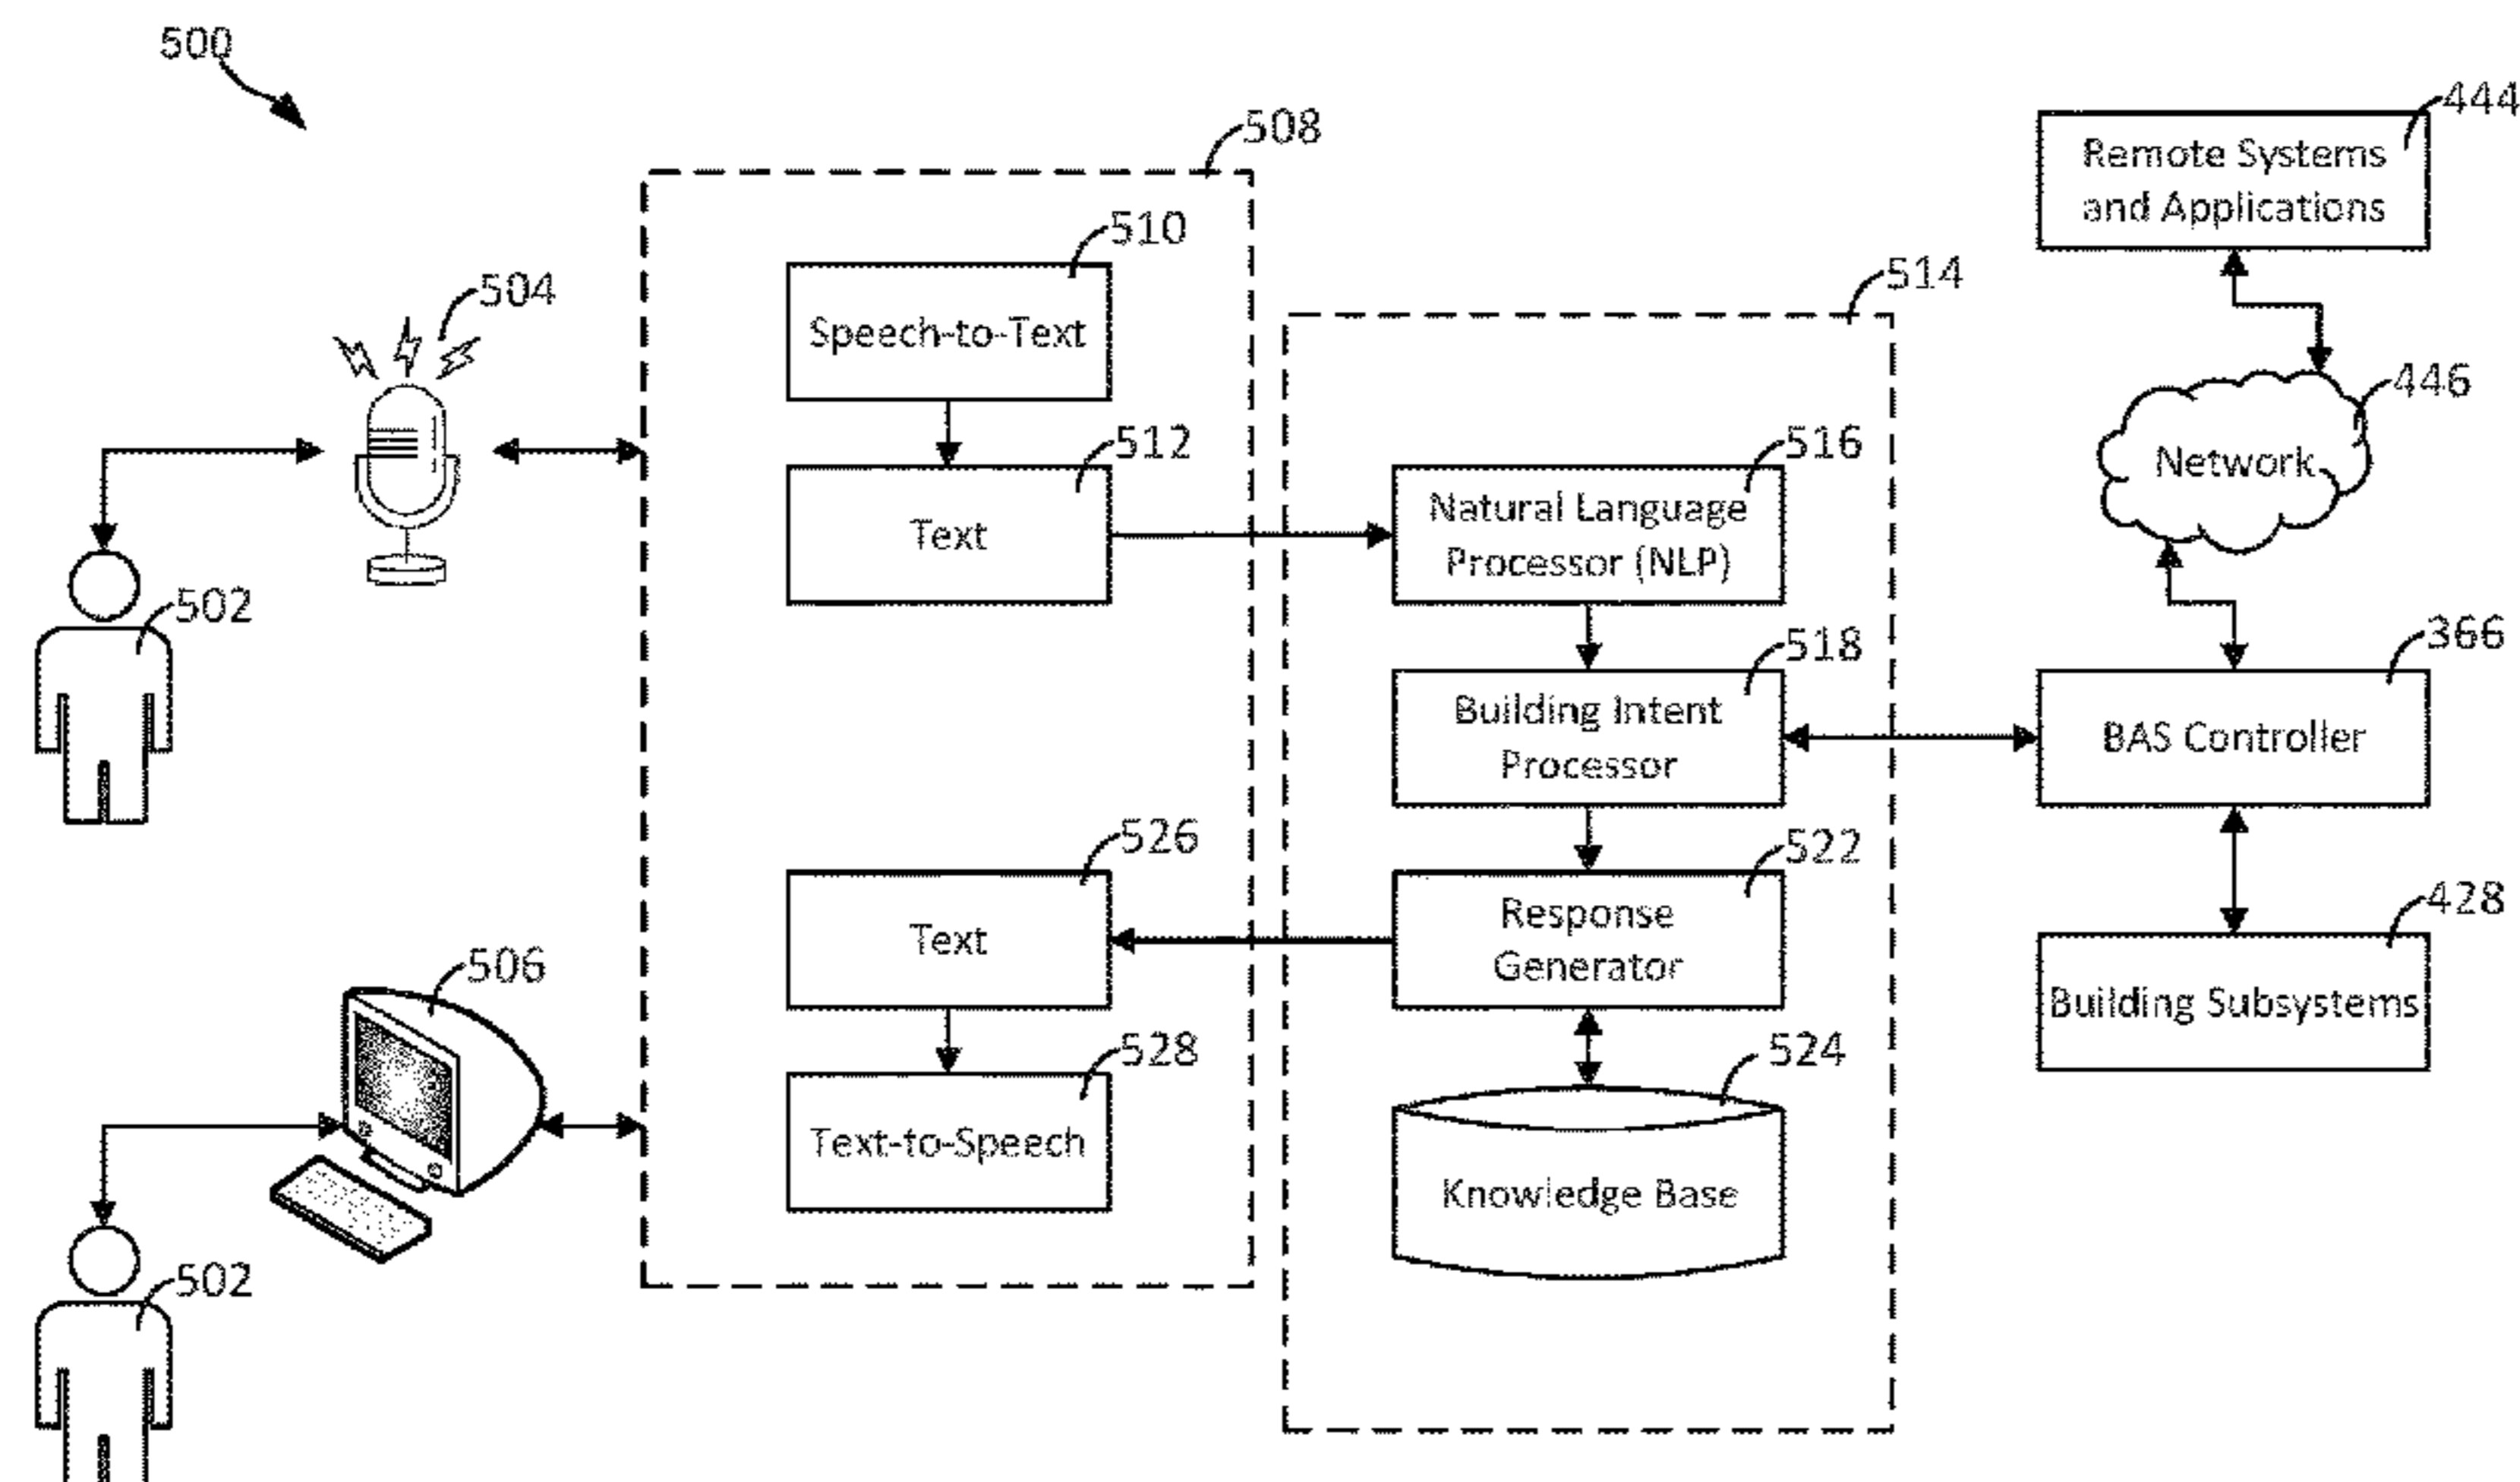 500
508
444
Remote Systems
and Applications
510
504
514
Speech-to-Text
446
512
516
Network
Text
Natural Language
Processor (NLP)
502
518
366
Building Intent
Processor
BAS Controller
526
522
428
Text
Response
Generator
506
Building Subsystems
528
524
Text-to-Speech
Knowledge Base
502